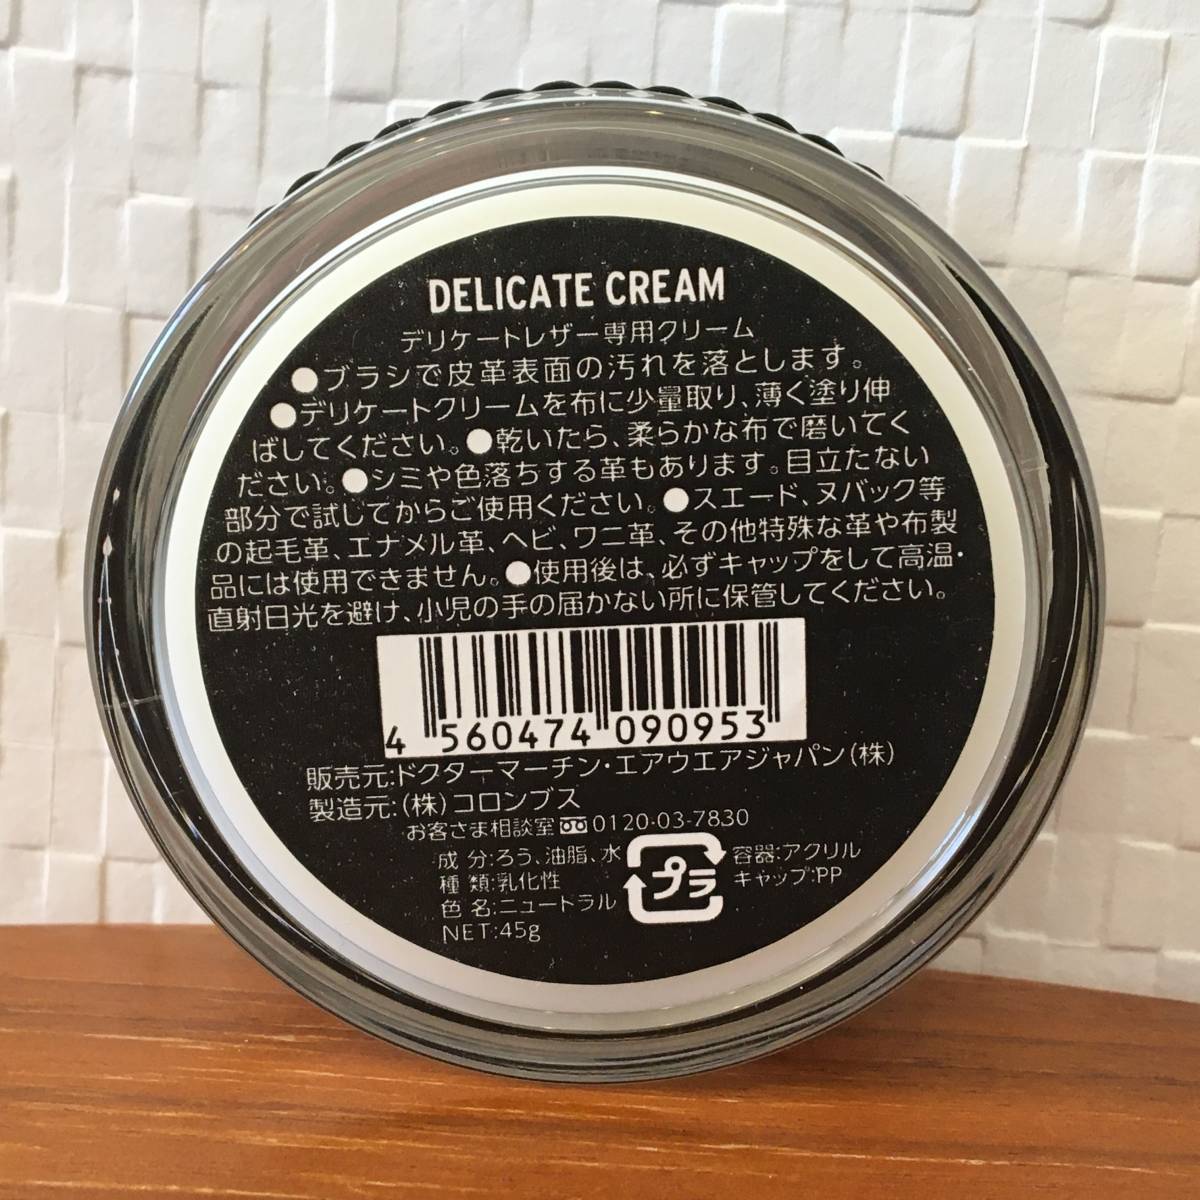 DELICATE CREAM
デリケートレザー専用クリーム
●ブラシで皮革表面の汚れを落とします。
●デリケートクリームを布に少量取り、薄く塗り伸
ばしてください。●乾いたら、柔らかな布で磨いてく
ださい。●シミや色落ちする革もあります。目立たない
部分で試してからご使用ください。●スエード、ヌバック等
の起毛革、エナメル革、ヘビ、ワニ革、その他特殊な革や布製
品には使用できません。●使用後は、必ずキャップをして高温・
直射日光を避け、小児の手の届かない所に保管してください。
4 560474 090953
販売元:ドクターマーチン・エアウエアジャパン(株)
製造元:(株)コロンブス
お客さま相談室 0120-03-7830
成 分:ろう、油脂、水
種 類:乳化性
色 名:ニュートラル
NET:45g
プラ
容器:アクリル
キャップ:PP